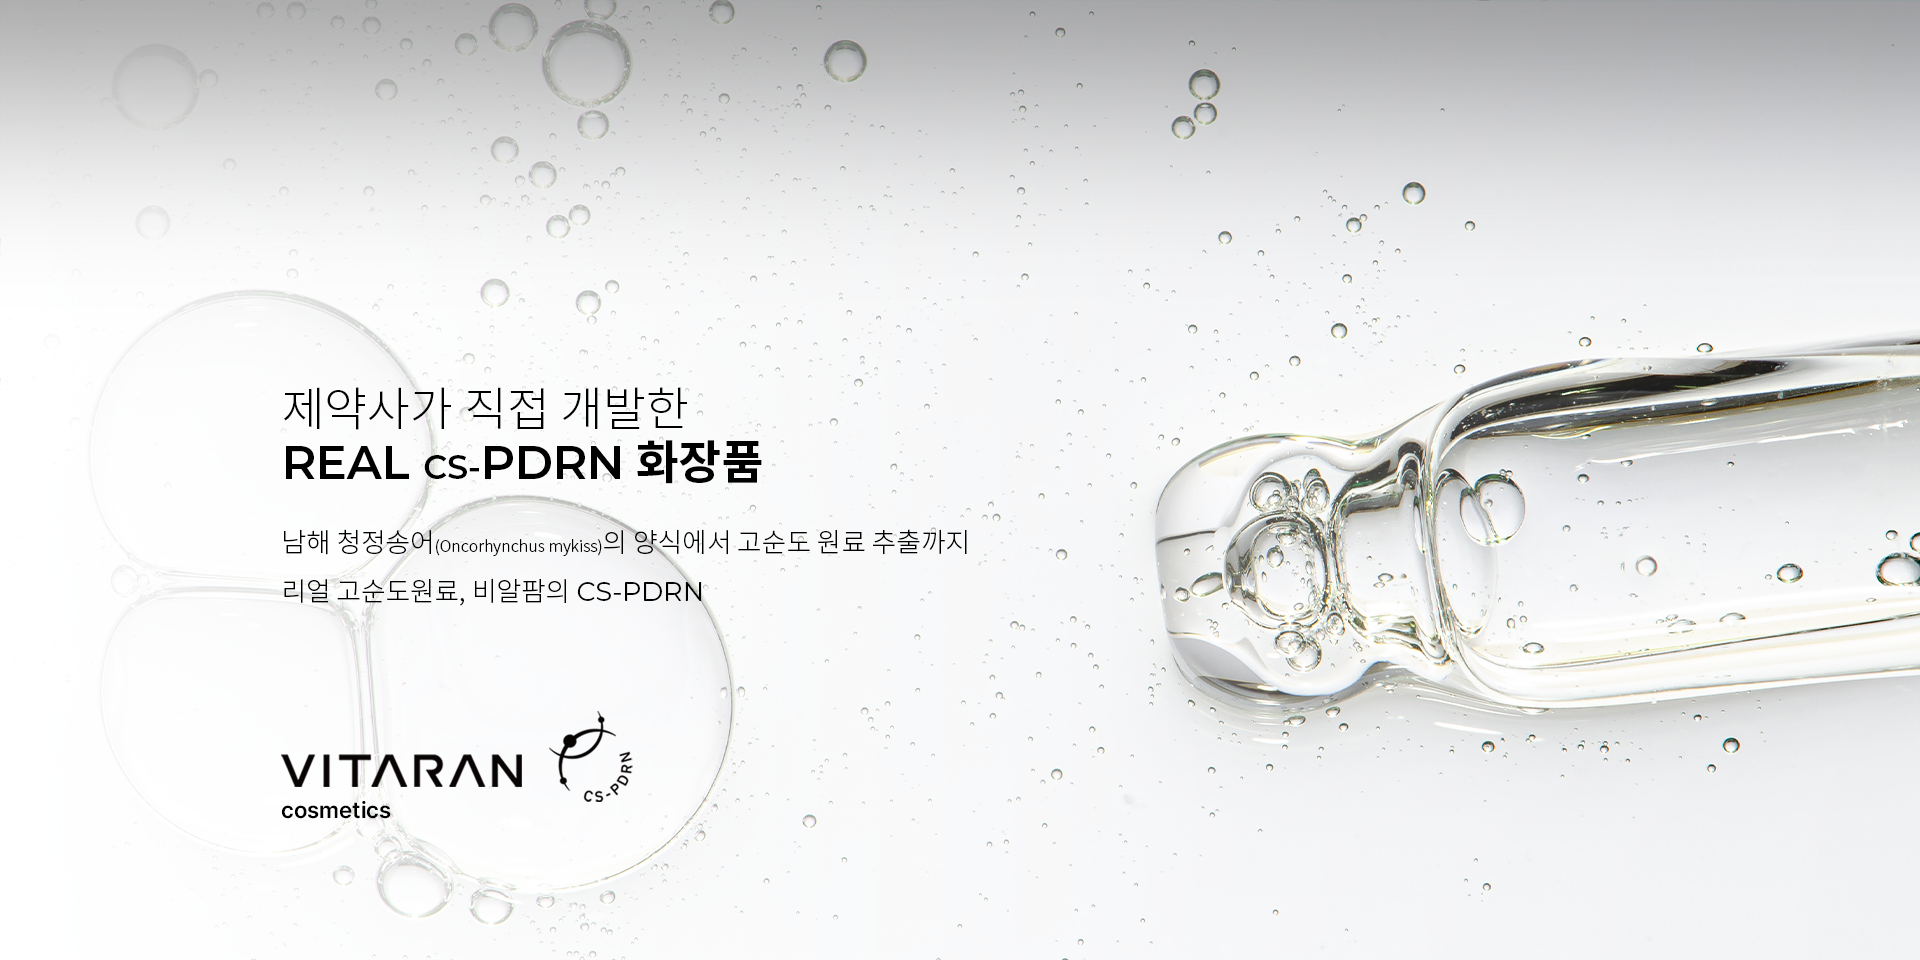 제약사가 직접 개발한
REAL CS-PDRN 화장품
남해 청정송어(Oncorhynchus mykiss)의 양식에서 고순도 원료 추출까지
리얼 고순도원료, 비알팜의 CS-PDRN
VITARAN
cosmetics
CS-PDRN